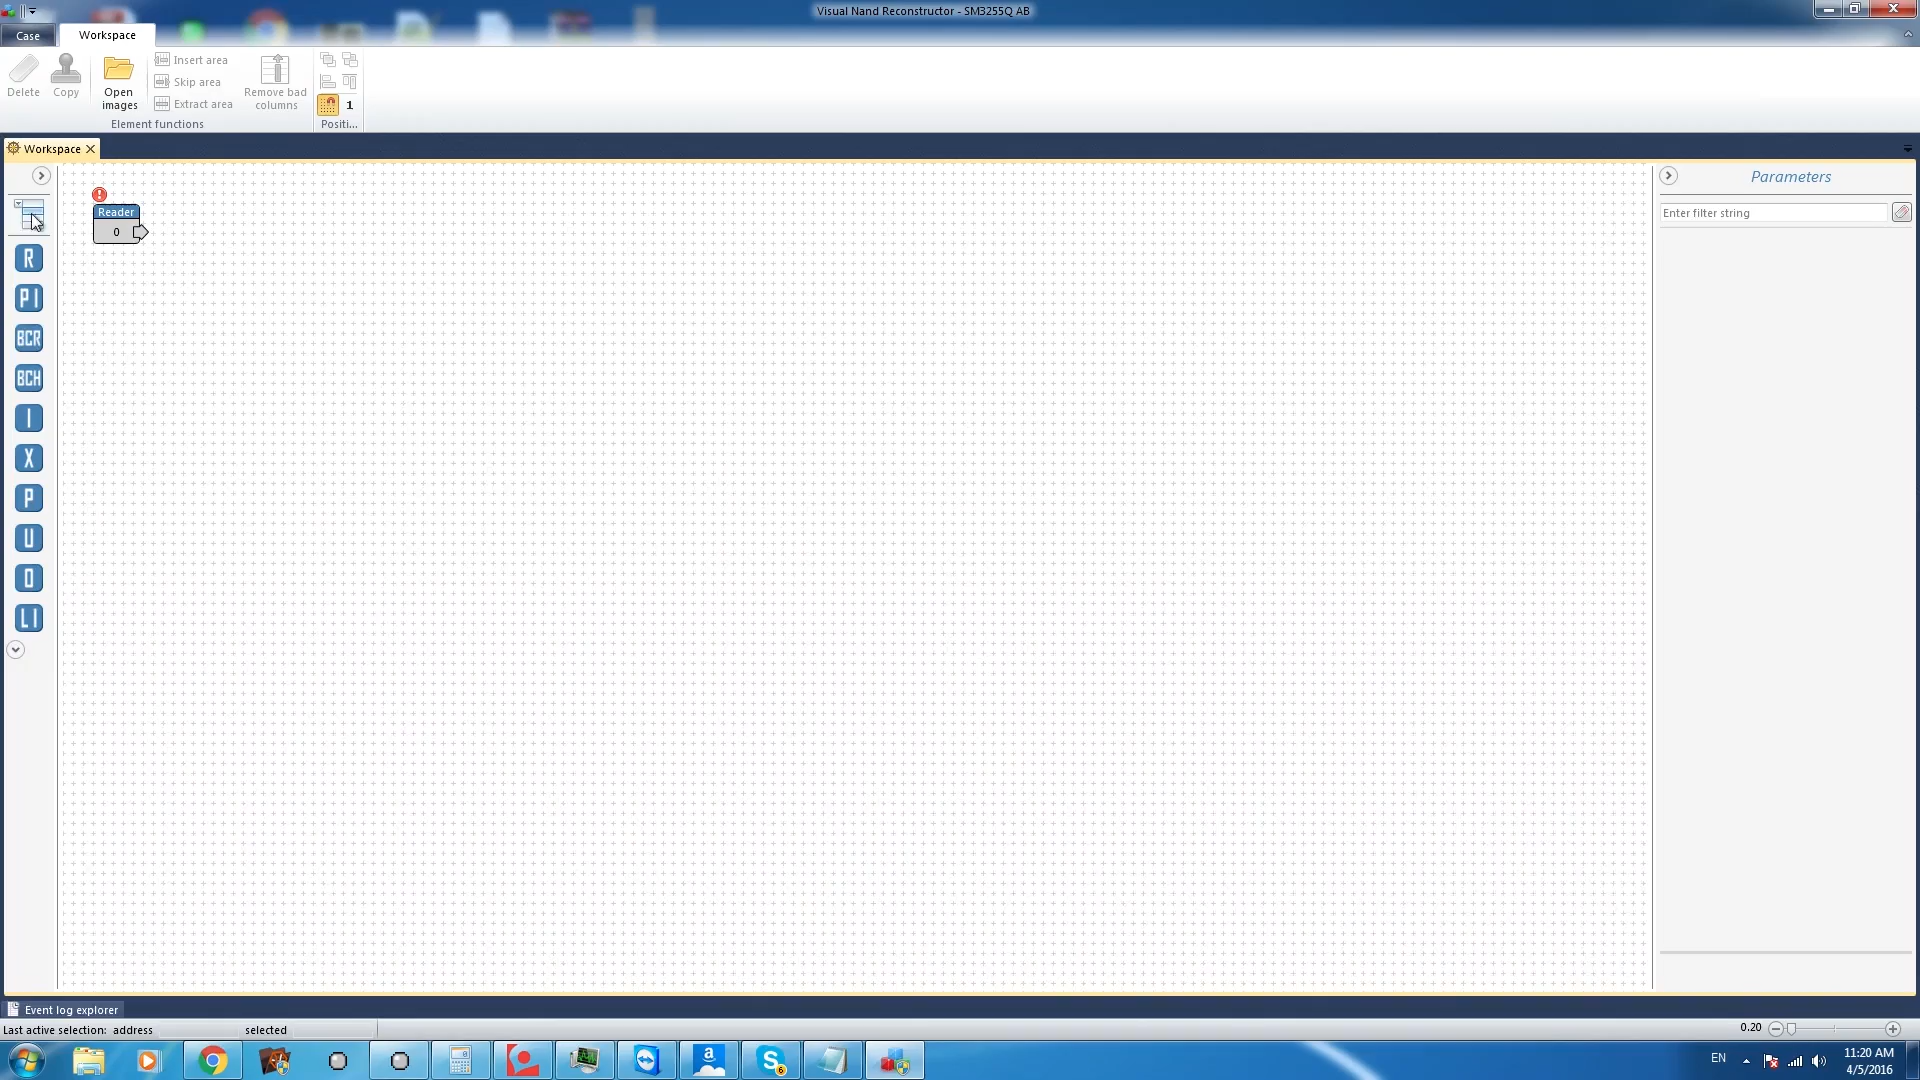 Visual Nand Reconstructor - SM3255Q AB
Case
Workspace
Delete
Copy
Open images
Insert area
Skip area
Extract area
Remove bad columns
1
Element functions
Positi...
Workspace
Parameters
Enter filter string
Reader
0
R
PI
BCR
BCH
I
X
P
U
O
LI
Event log explorer
Last active selection: address
selected
0.20
a
S
6
EN
11:20 AM
4/5/2016